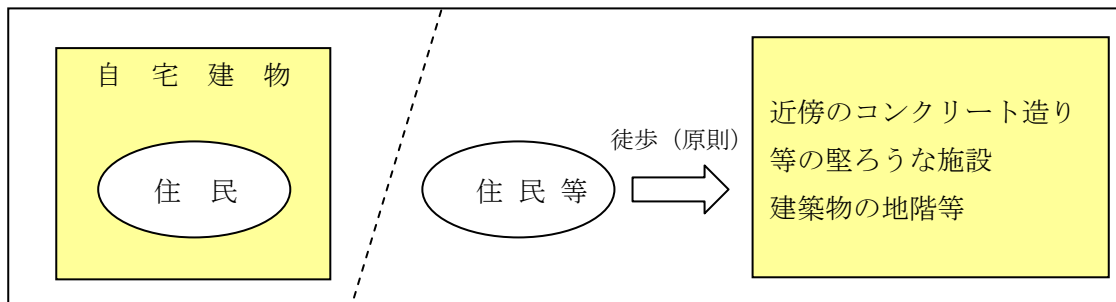 自宅建物
住民
住民等
徒歩（原則）
近傍のコンクリート造り
等の堅ろうな施設
建築物の地階等